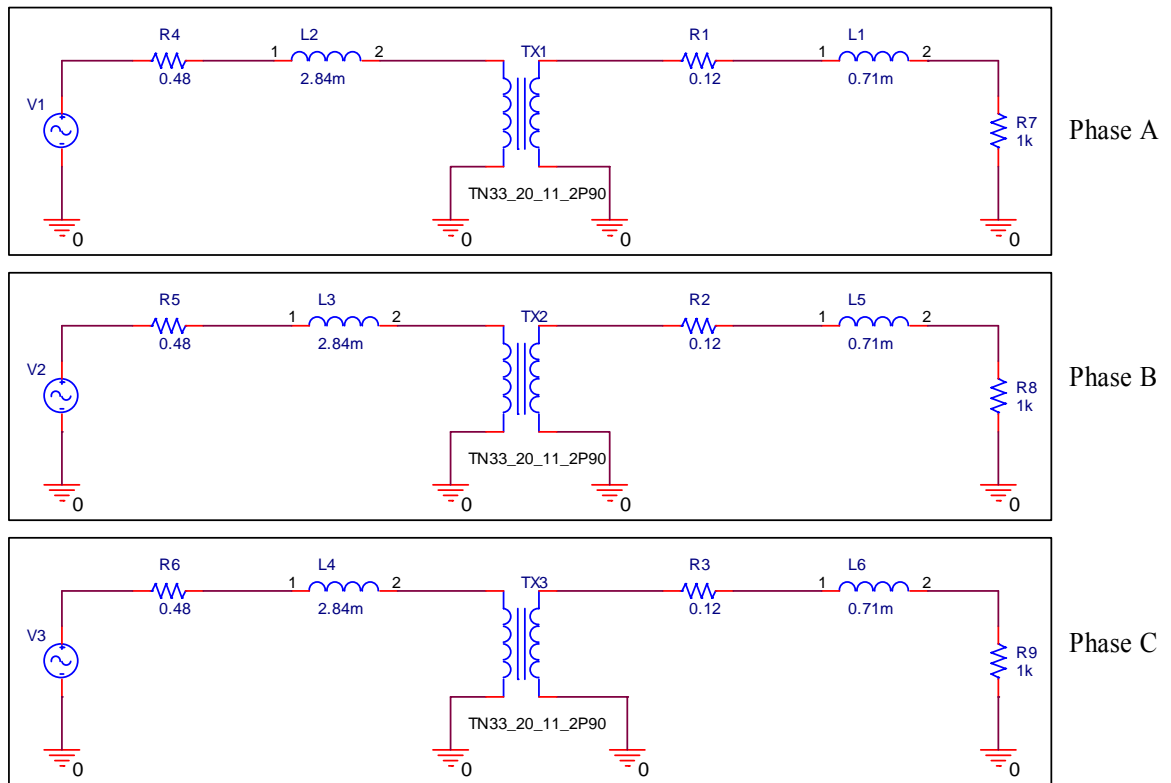 R4 1 L2 2 TX1 R1 1 L1 2
0.48 2.84m 0.12 0.71m
V1 R7
1k
Phase A
TN33_20_11_2P90
0 0 0 0
R5 1 L3 2 TX2 R2 1 L5 2
0.48 2.84m 0.12 0.71m
V2 R8
1k
Phase B
TN33_20_11_2P90
0 0 0 0
R6 1 L4 2 TX3 R3 1 L6 2
0.48 2.84m 0.12 0.71m
V3 R9
1k
Phase C
TN33_20_11_2P90
0 0 0 0